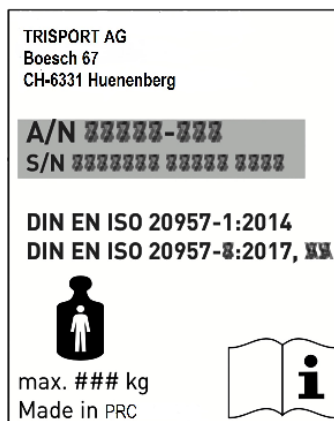 TRISPORT AG
Boesch 67
CH-6331 Huenenberg
A/N
S/N
DIN EN ISO 20957-1:2014
DIN EN ISO
max. ### kg
Made in PRC
i